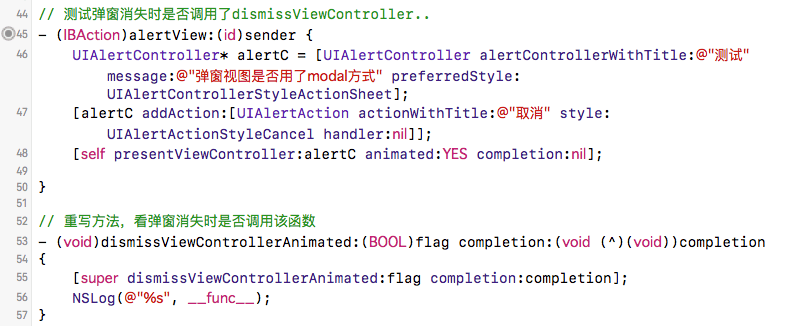 44 // 测试弹窗消失时是否调用了dismissViewController..
45 - (IBAction)alertView:(id)sender {
46 UIAlertController* alertC = [UIAlertController alertControllerWithTitle:@"测试"
message:@"弹窗视图是否用了modal方式" preferredStyle:
UIAlertControllerStyleActionSheet];
47 [alertC addAction:[UIAlertAction actionWithTitle:@"取消" style:
UIAlertActionStyleCancel handler:nil]];
48 [self presentViewController:alertC animated:YES completion:nil];
49
50 }
51
52 // 重写方法，看弹窗消失时是否调用该函数
53 - (void)dismissViewControllerAnimated:(BOOL)flag completion:(void (^)(void))completion
54 {
55 [super dismissViewControllerAnimated:flag completion:completion];
56 NSLog(@"%s", __func__);
57 }